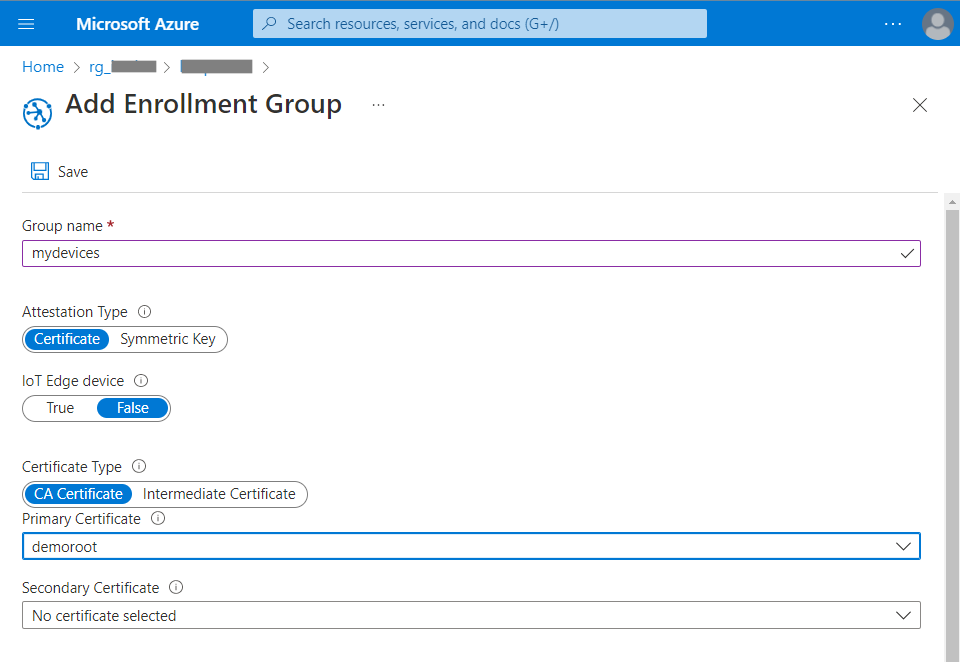 Microsoft Azure
Search resources, services, and docs (G+/)
...
Home > rg_ > >
Add Enrollment Group ...
Save
Group name *
mydevices
Attestation Type
Certificate Symmetric Key
IoT Edge device
True False
Certificate Type
CA Certificate Intermediate Certificate
Primary Certificate
demoroot
Secondary Certificate
No certificate selected